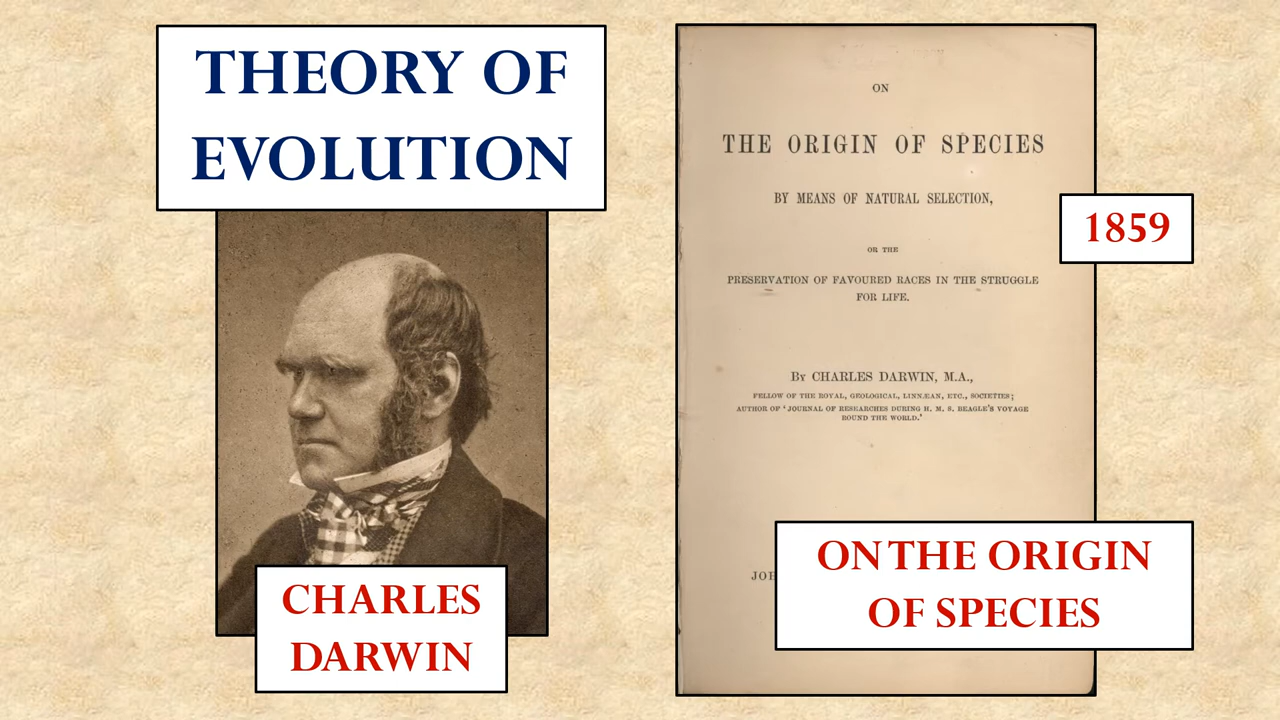 THEORY OF
EVOLUTION
CHARLES
DARWIN
ON
THE ORIGIN OF SPECIES
BY MEANS OF NATURAL SELECTION,
OR THE
PRESERVATION OF FAVOURED RACES IN THE STRUGGLE
FOR LIFE.
BY CHARLES DARWIN, M.A.,
FELLOW OF THE ROYAL, GEOLOGICAL, LINNÆAN, ETC., SOCIETIES;
AUTHOR OF 'JOURNAL OF RESEARCHES DURING H. M. S. BEAGLE'S VOYAGE
ROUND THE WORLD.'
1859
ON THE ORIGIN
OF SPECIES